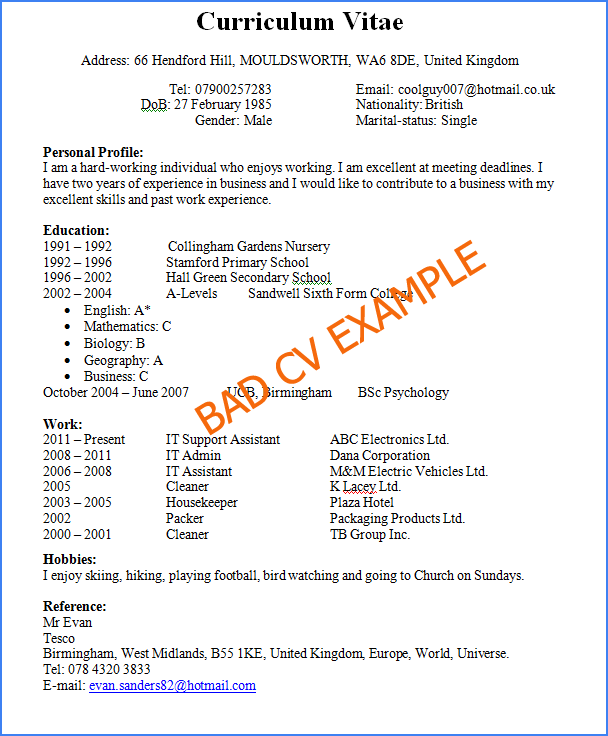 Curriculum Vitae
Address: 66 Hendford Hill, MOULDSWORTH, WA6 8DE, United Kingdom
Tel: 07900257283 Email: coolguy007@hotmail.co.uk
DoB: 27 February 1985 Nationality: British
Gender: Male Marital-status: Single
Personal Profile:
I am a hard-working individual who enjoys working. I am excellent at meeting deadlines. I
have two years of experience in business and I would like to contribute to a business with my
excellent skills and past work experience.
Education:
1991 – 1992 Collingham Gardens Nursery
1992 – 1996 Stamford Primary School
1996 – 2002 Hall Green Secondary School
2002 – 2004 A-Levels Sandwell Sixth Form College
• English: A*
• Mathematics: C
• Biology: B
• Geography: A
• Business: C
October 2004 – June 2007 UCB, Birmingham BSc Psychology
BAD CV EXAMPLE
Work:
2011 – Present IT Support Assistant ABC Electronics Ltd.
2008 – 2011 IT Admin Dana Corporation
2006 – 2008 IT Assistant M&M Electric Vehicles Ltd.
2005 Cleaner K Lacey Ltd.
2003 – 2005 Housekeeper Plaza Hotel
2002 Packer Packaging Products Ltd.
2000 – 2001 Cleaner TB Group Inc.
Hobbies:
I enjoy skiing, hiking, playing football, bird watching and going to Church on Sundays.
Reference:
Mr Evan
Tesco
Birmingham, West Midlands, B55 1KE, United Kingdom, Europe, World, Universe.
Tel: 078 4320 3833
E-mail: evan.sanders82@hotmail.com